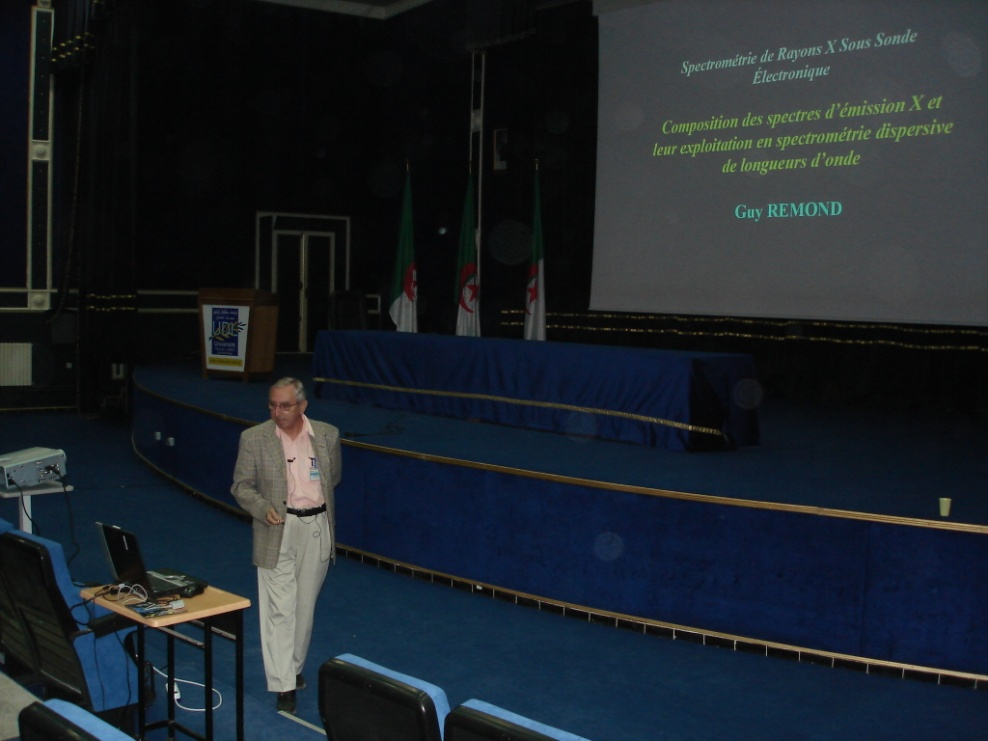 Spectrométrie de Rayons X Sous Sonde
Électronique
Composition des spectres d'émission X et
leur exploitation en spectrométrie dispersive
de longueurs d'onde
Guy REMOND